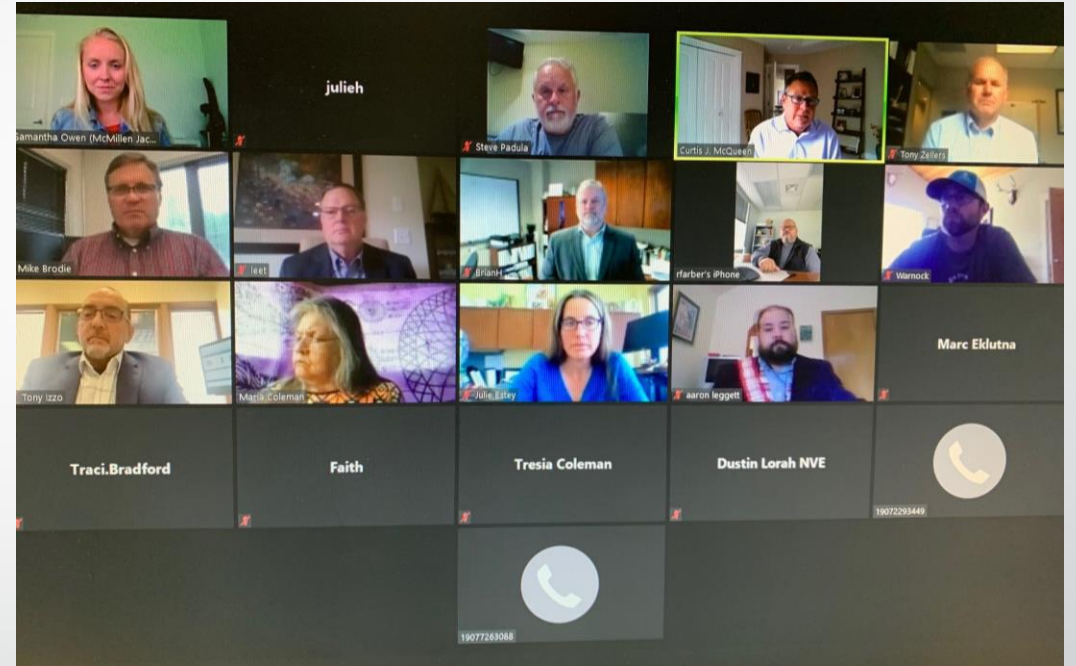 Samantha Owen (McMillen Jac...
julieh
Steve Padula
Curtis J. McQueen
Tony Zellers
Mike Brodie
leet
BrianH
rfarber's iPhone
Warnock
Tony Izzo
Maria Coleman
Julie Estey
aaron leggett
Marc Eklutna
Traci.Bradford
Faith
Tresia Coleman
Dustin Lorah NVE
19072293449
19077263088